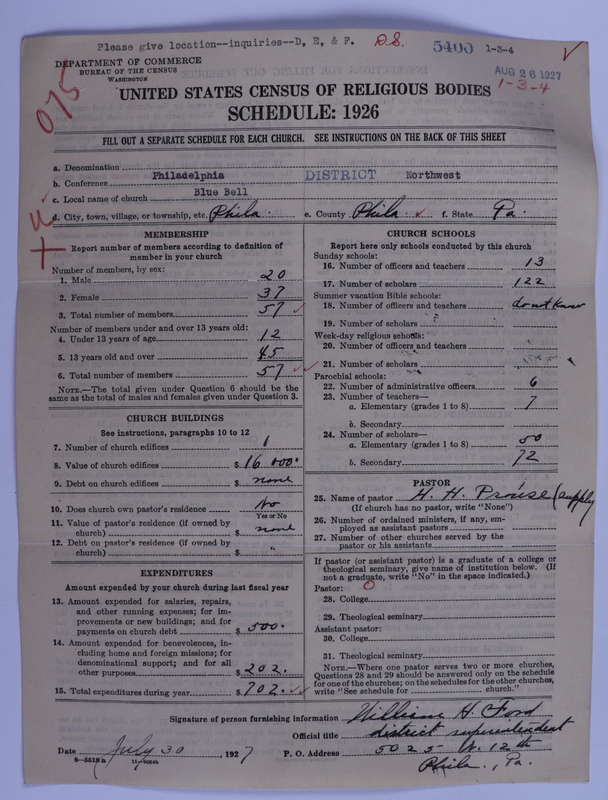 Please give location--inquiries--D, E, & F. D.S. 5400 1-3-4
DEPARTMENT OF COMMERCE
BUREAU OF THE CENSUS
WASHINGTON
AUG 26 1927
1-3-4
075
UNITED STATES CENSUS OF RELIGIOUS BODIES
SCHEDULE: 1926
FILL OUT A SEPARATE SCHEDULE FOR EACH CHURCH. SEE INSTRUCTIONS ON THE BACK OF THIS SHEET
a. Denomination
b. Conference Philadelphia DISTRICT Northwest
c. Local name of church Blue Bell
d. City, town, village, or township, etc. Phila. e. County Phila. f. State Pa.
MEMBERSHIP
Report number of members according to definition of
member in your church
Number of members, by sex:
1. Male 20
2. Female 37
3. Total number of members 57
Number of members under and over 13 years old:
4. Under 13 years of age 12
5. 13 years old and over 45
6. Total number of members 57
NOTE.—The total given under Question 6 should be the
same as the total of males and females given under Question 3.
CHURCH BUILDINGS
See instructions, paragraphs 10 to 12
7. Number of church edifices 1
8. Value of church edifices $ 16 000.
9. Debt on church edifices $ none
10. Does church own pastor's residence No
Yes or No
11. Value of pastor's residence (if owned by
church) $ none
12. Debt on pastor's residence (if owned by
church) $ "
EXPENDITURES
Amount expended by your church during last fiscal year
13. Amount expended for salaries, repairs,
and other running expenses; for im-
provements or new buildings; and for
payments on church debt $ 500.
14. Amount expended for benevolences, in-
cluding home and foreign missions; for
denominational support; and for all
other purposes $ 202.
15. Total expenditures during year $ 702.
CHURCH SCHOOLS
Report here only schools conducted by this church
Sunday schools:
16. Number of officers and teachers 13
17. Number of scholars 122
Summer vacation Bible schools:
18. Number of officers and teachers do not know
19. Number of scholars
Week-day religious schools:
20. Number of officers and teachers
21. Number of scholars
Parochial schools:
22. Number of administrative officers 6
23. Number of teachers—
a. Elementary (grades 1 to 8) 7
b. Secondary
24. Number of scholars—
a. Elementary (grades 1 to 8) 50
b. Secondary 72
PASTOR
25. Name of pastor H. H. Prouse (supply
(If church has no pastor, write "None")
26. Number of ordained ministers, if any, em-
ployed as assistant pastors
27. Number of other churches served by the
pastor or his assistants
If pastor (or assistant pastor) is a graduate of a college or
theological seminary, give name of institution below. (If
not a graduate, write "No" in the space indicated.)
Pastor: O
28. College
29. Theological seminary
Assistant pastor:
30. College
31. Theological seminary
NOTE.—Where one pastor serves two or more churches,
Questions 28 and 29 should be answered only on the schedule
for one of the churches; on the schedules for the other churches,
write "See schedule for church."
Signature of person furnishing information William H. Ford
Official title district superintendent
Date July 30, 1927 P. O. Address 5025 N. 12th
8-5519a Phila., Pa.